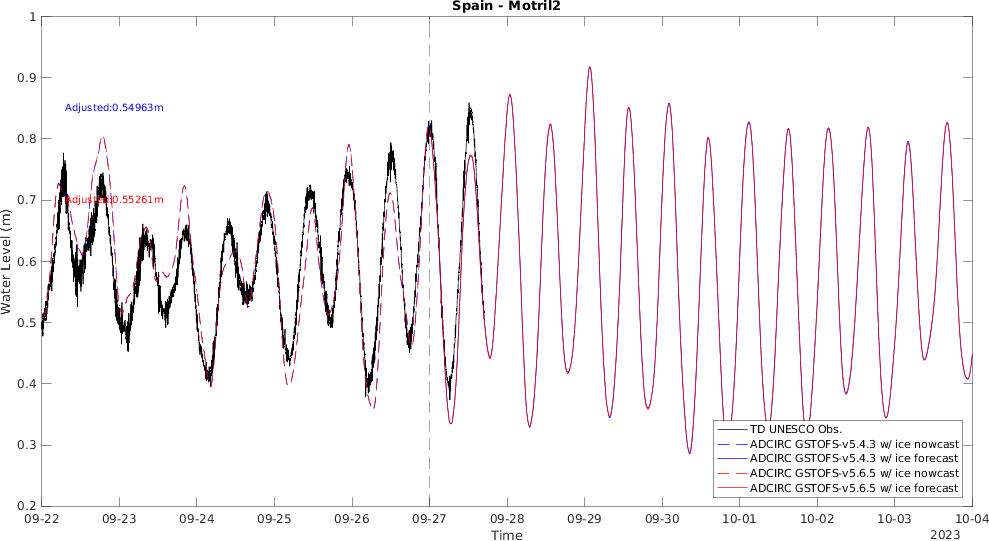 Spain - Motril2
1
0.9
0.8
0.7
0.6
0.5
0.4
0.3
0.2
Water Level (m)
Adjusted:0.54963m
Adjusted:0.55261m
TD UNESCO Obs.
ADCIRC GSTOFS-v5.4.3 w/ ice nowcast
ADCIRC GSTOFS-v5.4.3 w/ ice forecast
ADCIRC GSTOFS-v5.6.5 w/ ice nowcast
ADCIRC GSTOFS-v5.6.5 w/ ice forecast
09-22 09-23 09-24 09-25 09-26 09-27 09-28 09-29 09-30 10-01 10-02 10-03 10-04
Time
2023